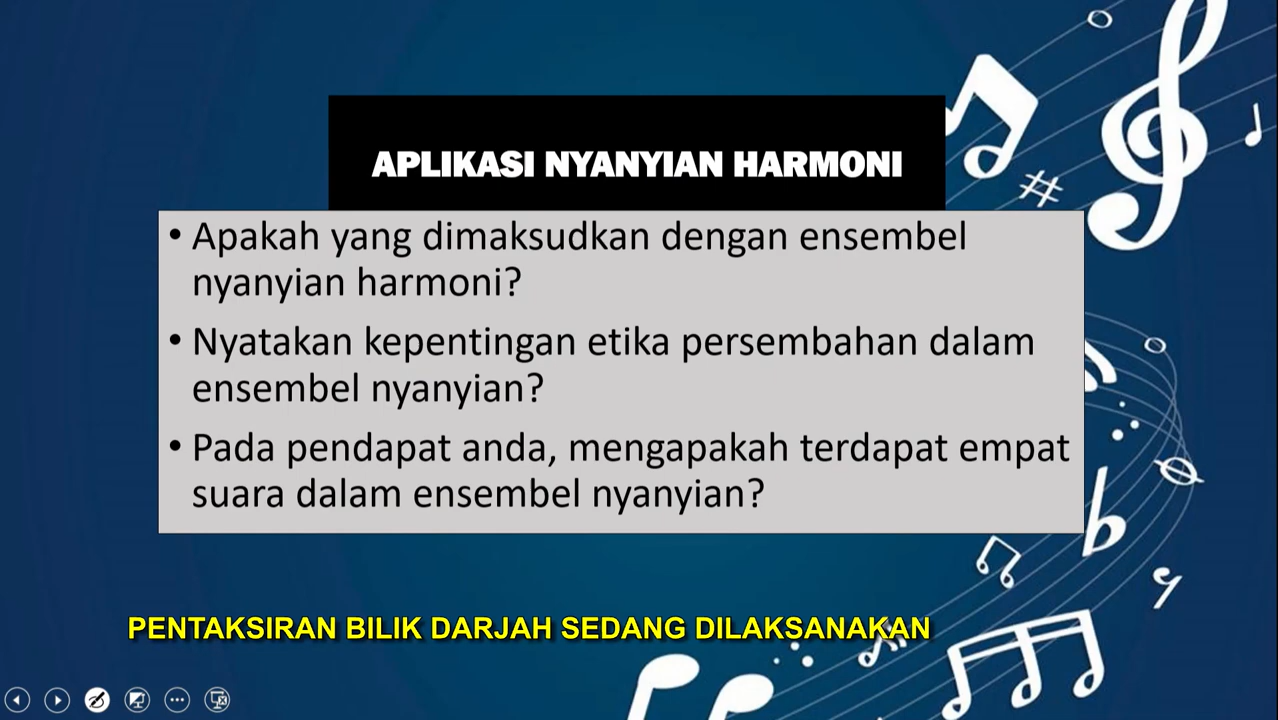 APLIKASI NYANYIAN HARMONI
• Apakah yang dimaksudkan dengan ensembel
nyanyian harmoni?
• Nyatakan kepentingan etika persembahan dalam
ensembel nyanyian?
• Pada pendapat anda, mengapakah terdapat empat
suara dalam ensembel nyanyian?
PENTAKSIRAN BILIK DARJAH SEDANG DILAKSANAKAN